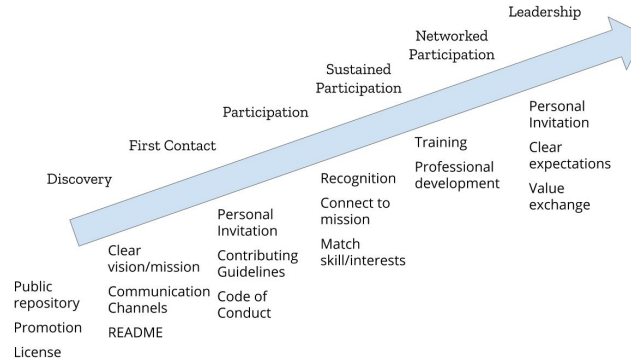 Leadership
Networked
Participation
Sustained
Participation
Participation
First Contact
Discovery
Public
repository
Promotion
License
Clear
vision/mission
Communication
Channels
README
Personal
Invitation
Contributing
Guidelines
Code of
Conduct
Recognition
Connect to
mission
Match
skill/interests
Training
Professional
development
Personal
Invitation
Clear
expectations
Value
exchange